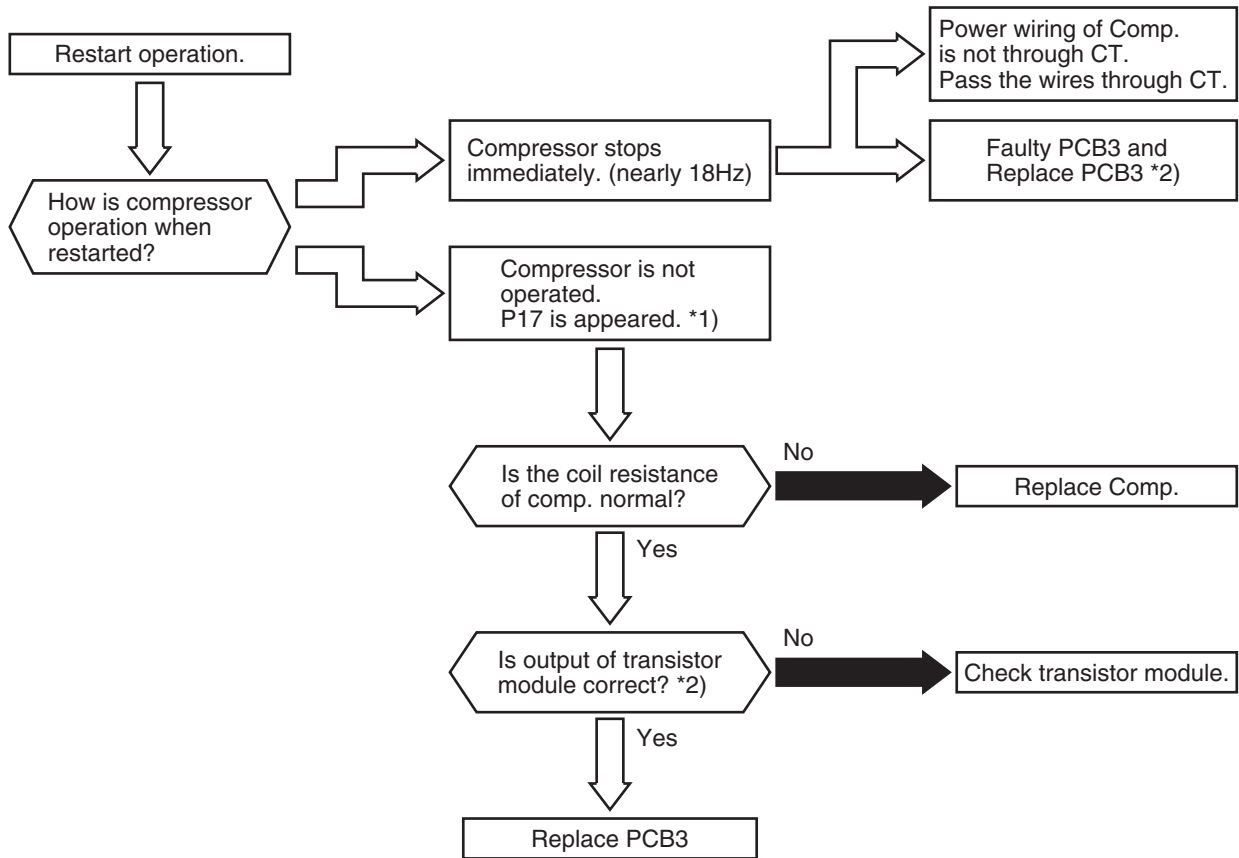 Restart operation.
How is compressor
operation when
restarted?
Compressor stops
immediately. (nearly 18Hz)
Power wiring of Comp.
is not through CT.
Pass the wires through CT.
Faulty PCB3 and
Replace PCB3 *2)
Compressor is not
operated.
P17 is appeared. *1)
Is the coil resistance
of comp. normal?
No
Replace Comp.
Yes
Is output of transistor
module correct? *2)
No
Check transistor module.
Yes
Replace PCB3